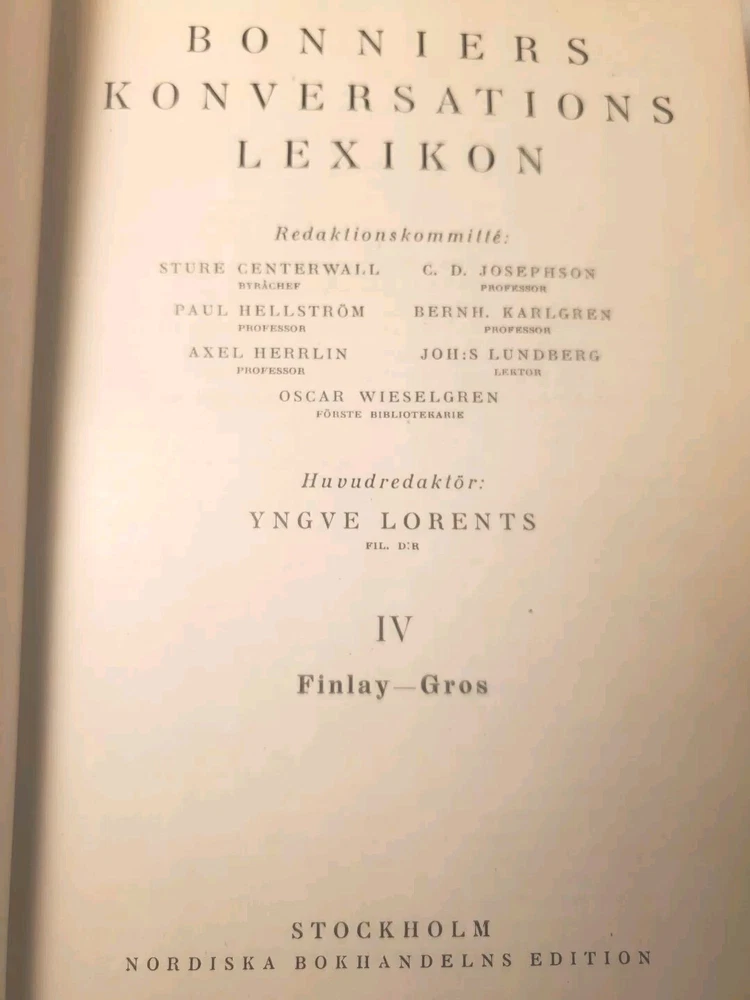 BONNIERS
KONVERSATIONS
LEXIKON
Redaktionskommitté:
STURE CENTERWALL C. D. JOSEPHSON
BYRÅCHEF PROFESSOR
PAUL HELLSTRÖM BERNH. KARLGREN
PROFESSOR PROFESSOR
AXEL HERRLIN JOH:S LUNDBERG
PROFESSOR LEKTOR
OSCAR WIESELGREN
FÖRSTE BIBLIOTEKARIE
Huvudredaktör:
YNGVE LORENTS
FIL. D:R
IV
Finlay—Gros
STOCKHOLM
NORDISKA BOKHANDELNS EDITION